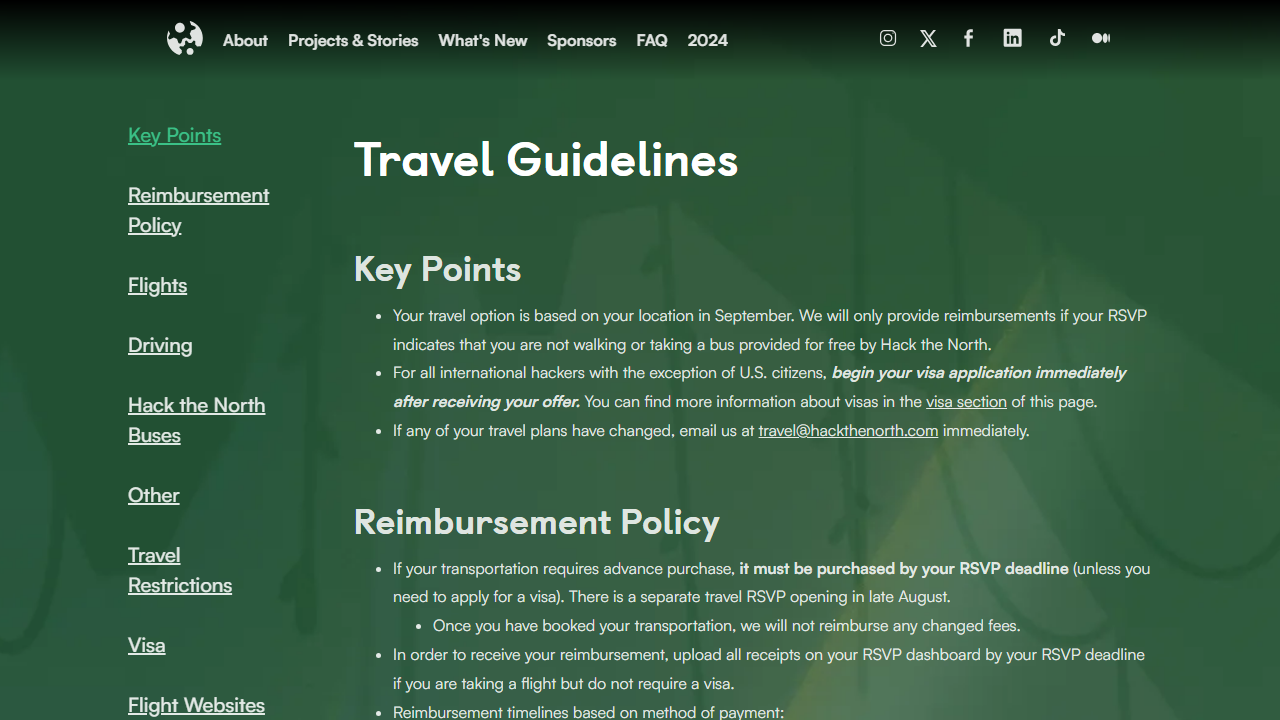 About Projects & Stories What's New Sponsors FAQ 2024
Key Points
Reimbursement
Policy
Flights
Driving
Hack the North
Buses
Other
Travel
Restrictions
Visa
Flight Websites
Travel Guidelines
Key Points
• Your travel option is based on your location in September. We will only provide reimbursements if your RSVP
indicates that you are not walking or taking a bus provided for free by Hack the North.
• For all international hackers with the exception of U.S. citizens, begin your visa application immediately
after receiving your offer. You can find more information about visas in the visa section of this page.
• If any of your travel plans have changed, email us at travel@hackthenorth.com immediately.
Reimbursement Policy
• If your transportation requires advance purchase, it must be purchased by your RSVP deadline (unless you
need to apply for a visa). There is a separate travel RSVP opening in late August.
• Once you have booked your transportation, we will not reimburse any changed fees.
• In order to receive your reimbursement, upload all receipts on your RSVP dashboard by your RSVP deadline
if you are taking a flight but do not require a visa.
• Reimbursement timelines based on method of payment: